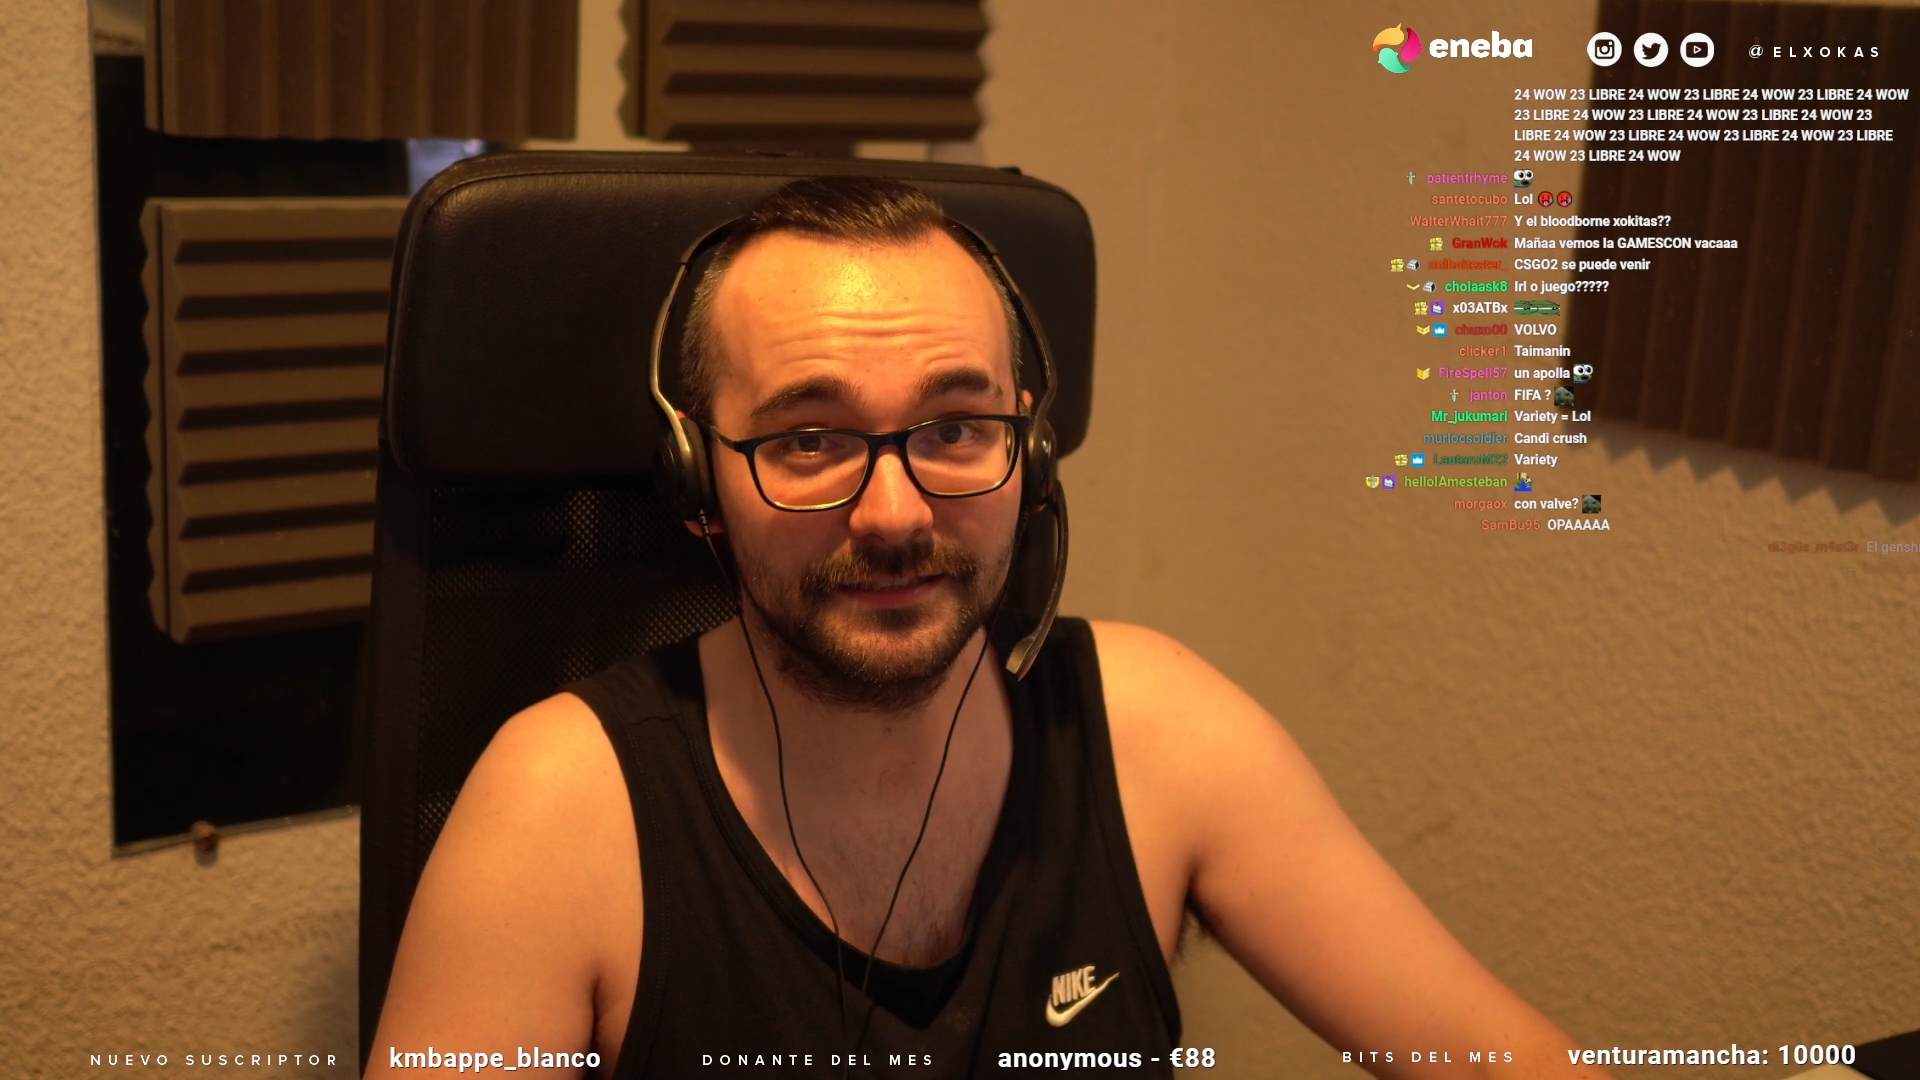 eneba
@ELXOKAS
24 WOW 23 LIBRE 24 WOW 23 LIBRE 24 WOW 23 LIBRE 24 WOW
23 LIBRE 24 WOW 23 LIBRE 24 WOW 23 LIBRE 24 WOW 23
LIBRE 24 WOW 23 LIBRE 24 WOW 23 LIBRE 24 WOW 23 LIBRE
24 WOW 23 LIBRE 24 WOW
patientrhyme
santetocubo Lol
WalterWhait777 Y el bloodborne xokitas??
GranWok Mañaa vemos la GAMESCON vacaaa
CSGO2 se puede venir
cholaask8 Irl o juego?????
x03ATBx
chuxo00 VOLVO
clicker1 Taimanin
FireSpell57 un apolla
janton FIFA ?
Mr_jukumari Variety = Lol
murlocsoldier Candi crush
LautaroM22 Variety
hellolAmesteban
morgaox con valve?
SamBu95 OPAAAAA
El gensh
NIKE
NUEVO SUSCRIPTOR kmbappe_blanco DONANTE DEL MES anonymous - €88 BITS DEL MES venturamancha: 10000